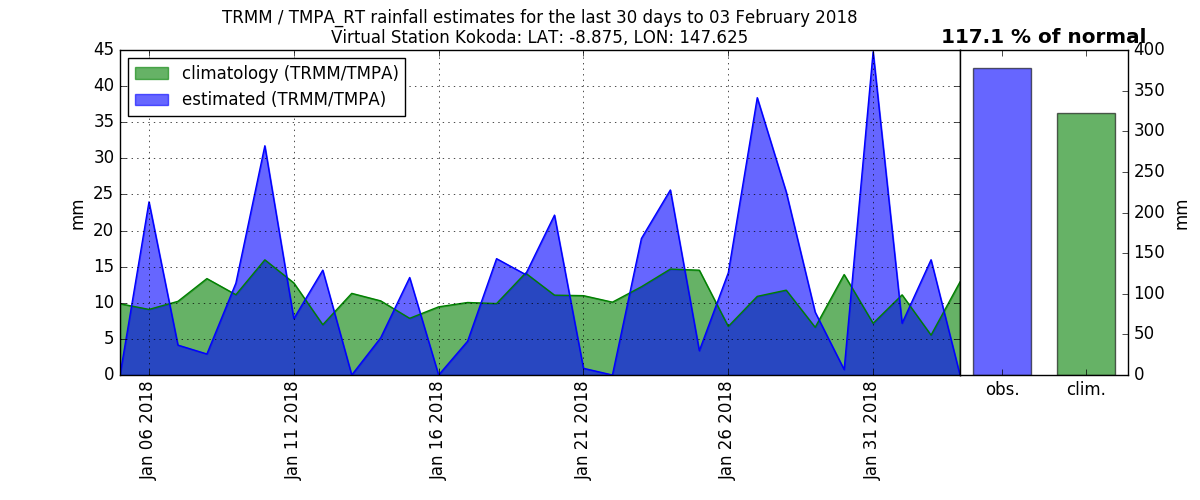 TRMM / TMPA_RT rainfall estimates for the last 30 days to 03 February 2018
Virtual Station Kokoda: LAT: -8.875, LON: 147.625
117.1 % of normal
climatology (TRMM/TMPA)
estimated (TRMM/TMPA)
mm
45
40
35
30
25
20
15
10
5
0
Jan 06 2018
Jan 11 2018
Jan 16 2018
Jan 21 2018
Jan 26 2018
Jan 31 2018
obs.
clim.
400
350
300
250
200
150
100
50
0
mm